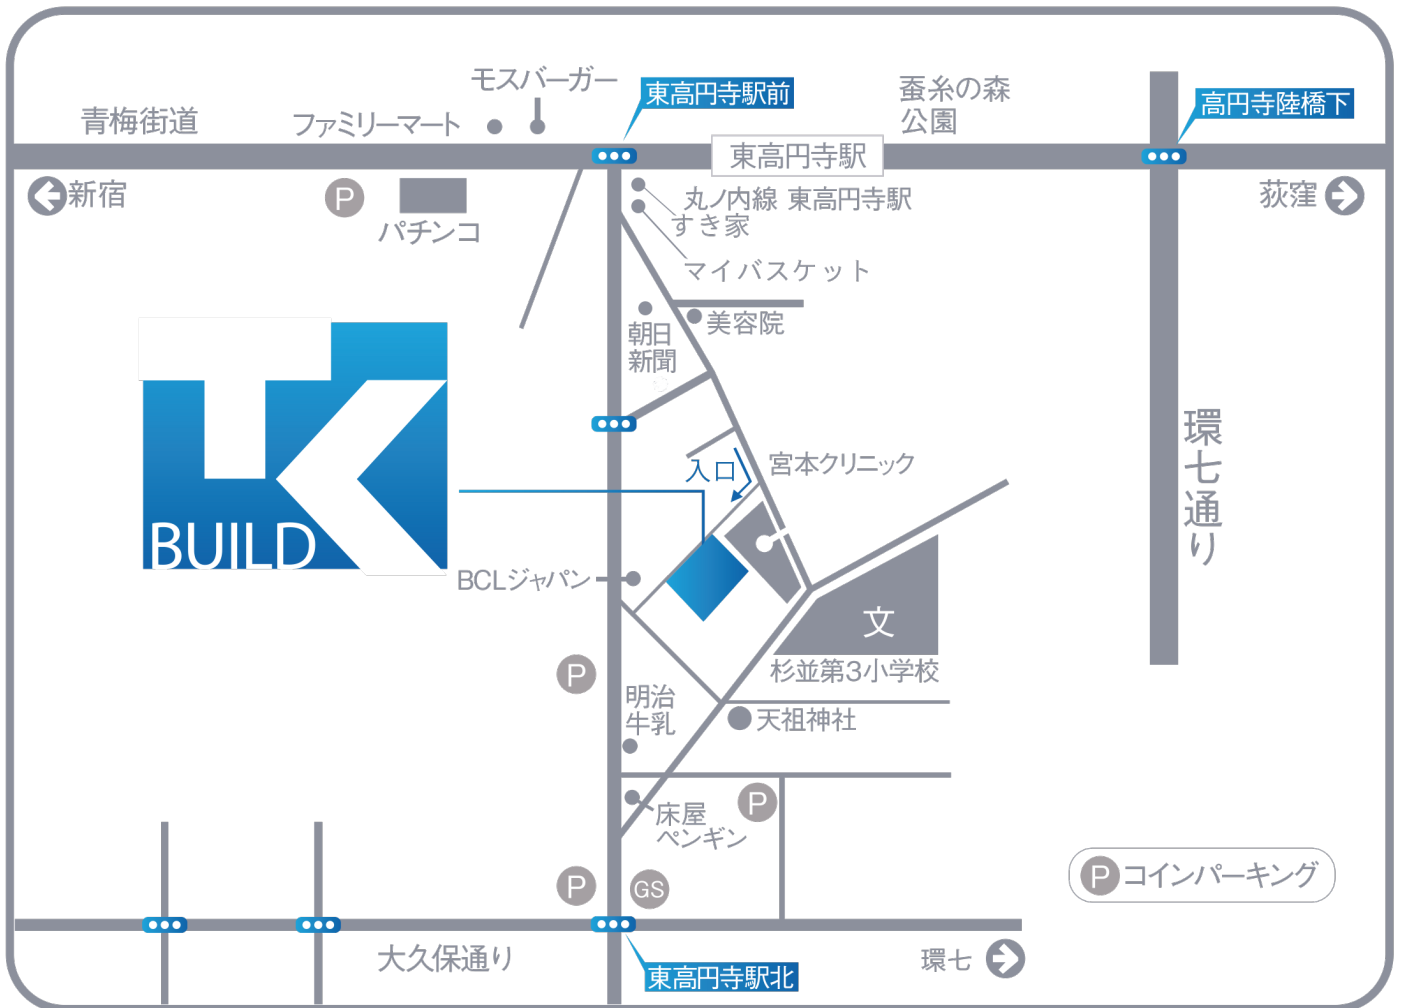 モスバーガー
東高円寺駅前
蚕糸の森
公園
高円寺陸橋下
青梅街道
ファミリーマート
東高円寺駅
新宿
P
パチンコ
丸ノ内線 東高円寺駅
すき家
荻窪
マイバスケット
美容院
朝日
新聞
環七通り
入口
宮本クリニック
TK
BUILD
BCLジャパン
文
杉並第3小学校
P
明治
牛乳
天祖神社
床屋
ペンギン
P
P
GS
P コインパーキング
大久保通り
東高円寺駅北
環七